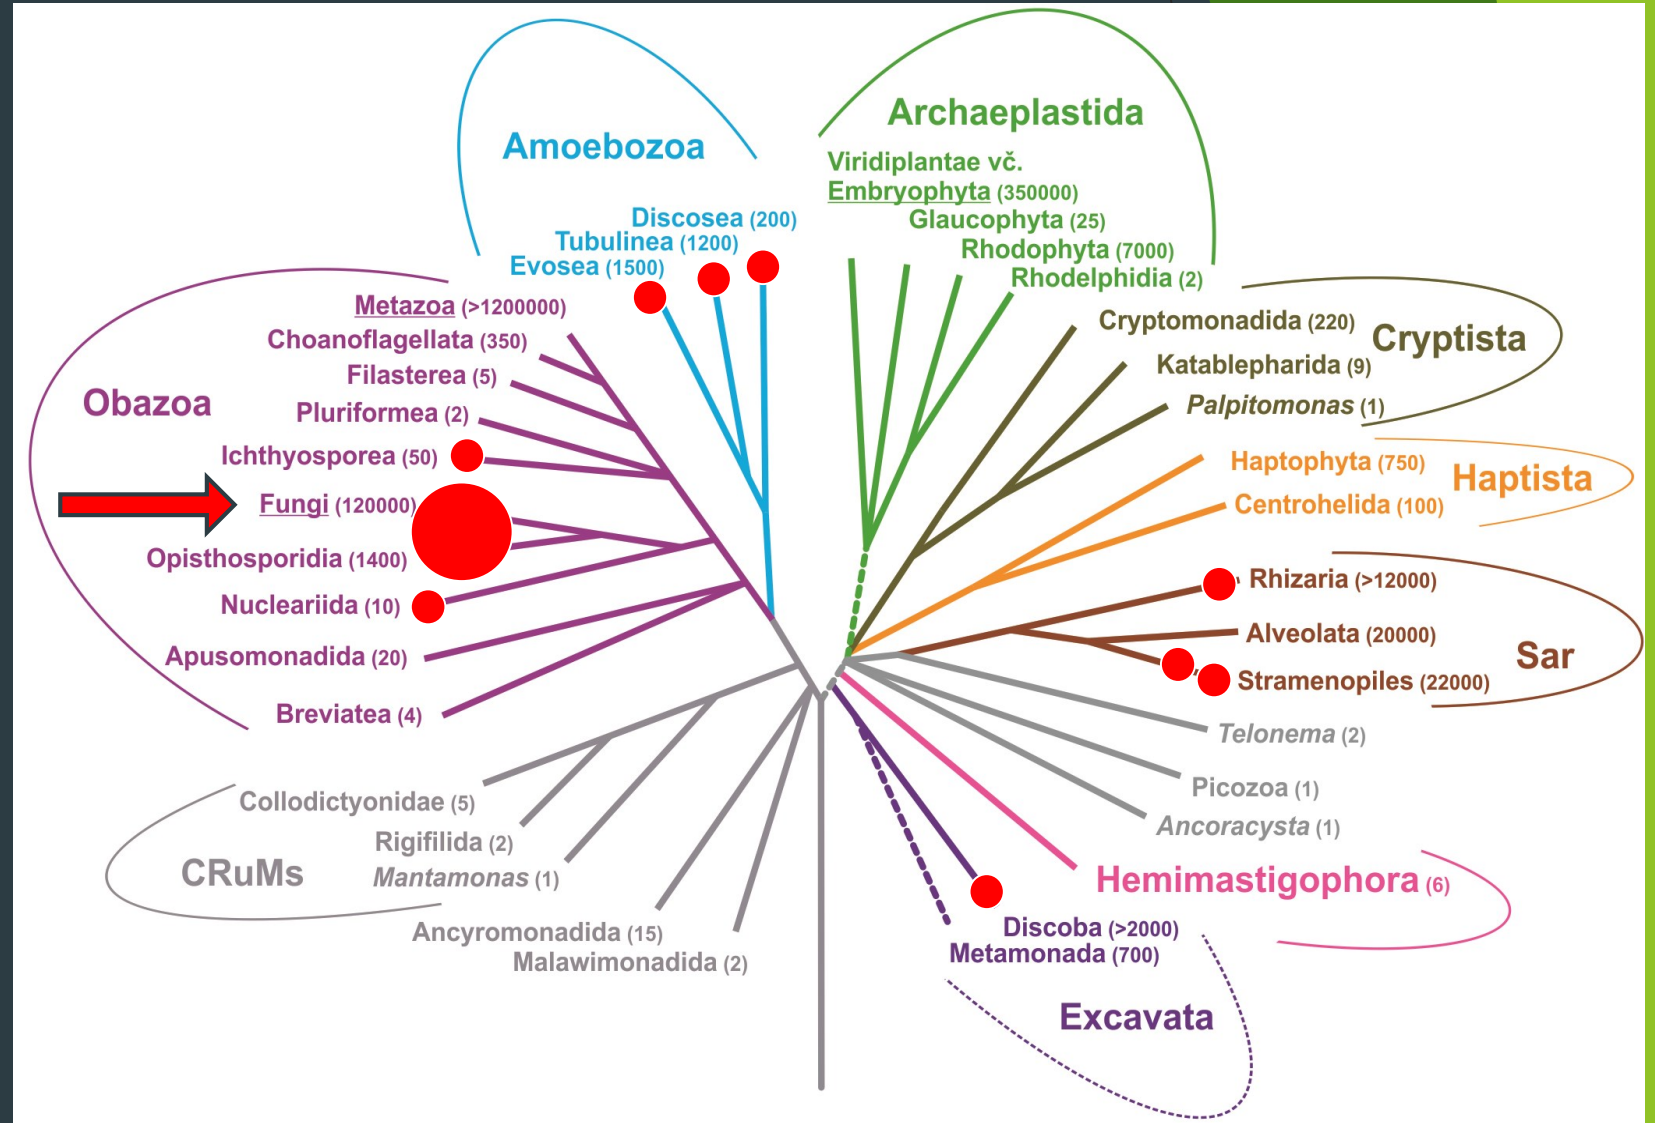 Archaeplastida
Amoebozoa
Viridiplantae vč.
Embryophyta (350000)
Glaucophyta (25)
Rhodophyta (7000)
Rhodelphidia (2)
Discosea (200)
Tubulinea (1200)
Evosea (1500)
Metazoa (>1200000)
Choanoflagellata (350)
Filasterea (5)
Obazoa
Pluriformea (2)
Ichthyosporea (50)
Fungi (120000)
Opisthosporidia (1400)
Nucleariida (10)
Apusomonadida (20)
Breviatea (4)
Cryptomonadida (220)
Cryptista
Katablepharida (9)
Palpitomonas (1)
Haptophyta (750)
Haptista
Centrohelida (100)
Rhizaria (>12000)
Alveolata (20000)
Sar
Stramenopiles (22000)
Telonema (2)
Picozoa (1)
Ancoracysta (1)
Hemimastigophora (6)
Collodictyonidae (5)
Rigifilida (2)
CRuMs
Mantamonas (1)
Ancyromonadida (15)
Malawimonadida (2)
Discoba (>2000)
Metamonada (700)
Excavata